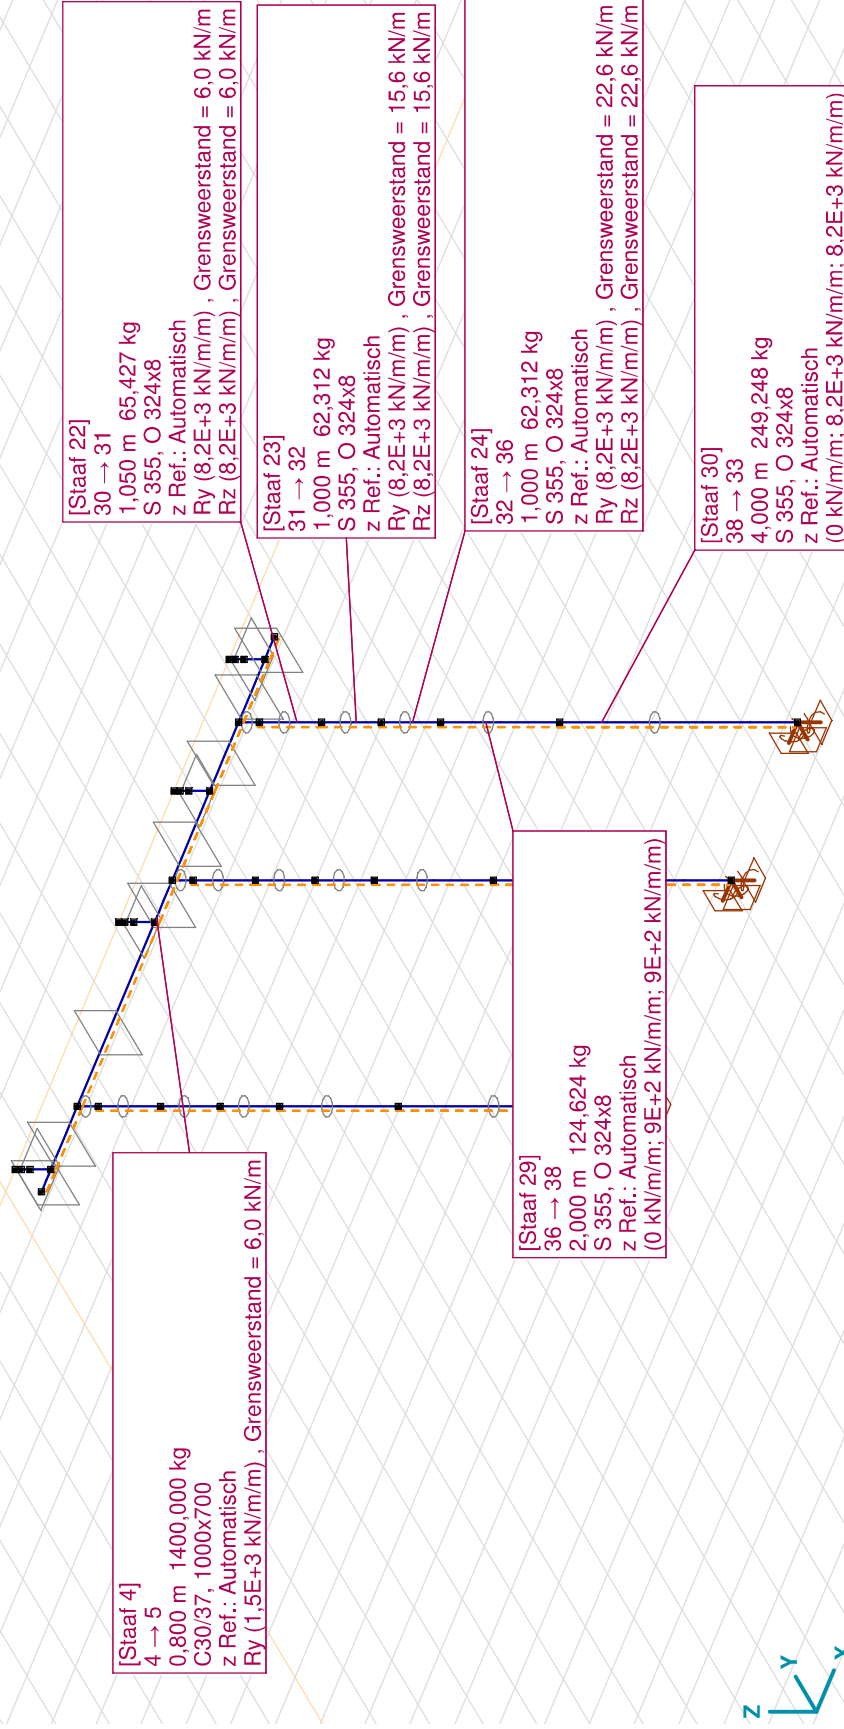 [Staaf 22]
30 → 31
1,050 m  65,427 kg
S 355, O 324x8
z Ref.: Automatisch
Ry (8,2E+3 kN/m/m) , Grensweerstand = 6,0 kN/m
Rz (8,2E+3 kN/m/m) , Grensweerstand = 6,0 kN/m
[Staaf 23]
31 → 32
1,000 m  62,312 kg
S 355, O 324x8
z Ref.: Automatisch
Ry (8,2E+3 kN/m/m) , Grensweerstand = 15,6 kN/m
Rz (8,2E+3 kN/m/m) , Grensweerstand = 15,6 kN/m
[Staaf 24]
32 → 36
1,000 m  62,312 kg
S 355, O 324x8
z Ref.: Automatisch
Ry (8,2E+3 kN/m/m) , Grensweerstand = 22,6 kN/m
Rz (8,2E+3 kN/m/m) , Grensweerstand = 22,6 kN/m
[Staaf 30]
38 → 33
4,000 m  249,248 kg
S 355, O 324x8
z Ref.: Automatisch
(0 kN/m/m; 8,2E+3 kN/m/m; 8,2E+3 kN/m/m)
[Staaf 4]
4 → 5
0,800 m  1400,000 kg
C30/37, 1000x700
z Ref.: Automatisch
Ry (1,5E+3 kN/m/m) , Grensweerstand = 6,0 kN/m
[Staaf 29]
36 → 38
2,000 m  124,624 kg
S 355, O 324x8
z Ref.: Automatisch
(0 kN/m/m; 9E+2 kN/m/m; 9E+2 kN/m/m)
Z
Y
X